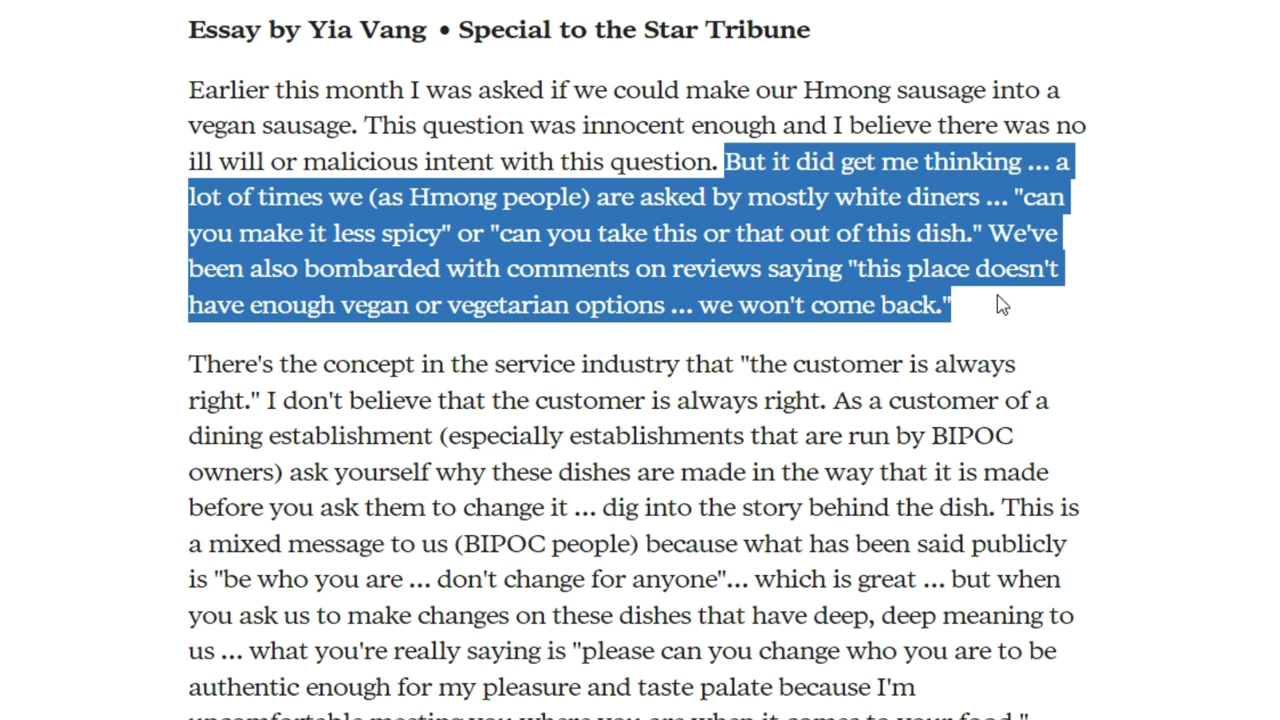 Essay by Yia Vang • Special to the Star Tribune
Earlier this month I was asked if we could make our Hmong sausage into a
vegan sausage. This question was innocent enough and I believe there was no
ill will or malicious intent with this question. But it did get me thinking ... a
lot of times we (as Hmong people) are asked by mostly white diners ... "can
you make it less spicy" or "can you take this or that out of this dish." We've
been also bombarded with comments on reviews saying "this place doesn't
have enough vegan or vegetarian options ... we won't come back."
There's the concept in the service industry that "the customer is always
right." I don't believe that the customer is always right. As a customer of a
dining establishment (especially establishments that are run by BIPOC
owners) ask yourself why these dishes are made in the way that it is made
before you ask them to change it ... dig into the story behind the dish. This is
a mixed message to us (BIPOC people) because what has been said publicly
is "be who you are ... don't change for anyone"... which is great ... but when
you ask us to make changes on these dishes that have deep, deep meaning to
us ... what you're really saying is "please can you change who you are to be
authentic enough for my pleasure and taste palate because I'm
uncomfortable meeting you where you are when it comes to your food."